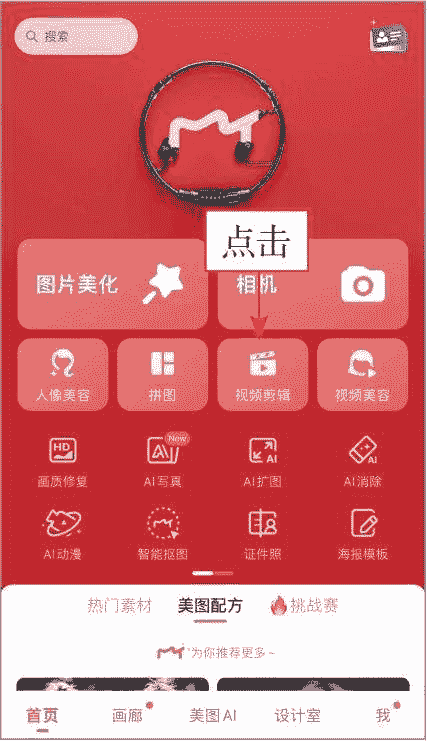 搜索
点击
图片美化
相机
人像美容
拼图
视频剪辑
视频美容
画质修复
New
AI写真
AI扩图
AI消除
AI动漫
智能抠图
证件照
海报模板
热门素材
美图配方
挑战赛
为你推荐更多~
首页
画廊
美图AI
设计室
我